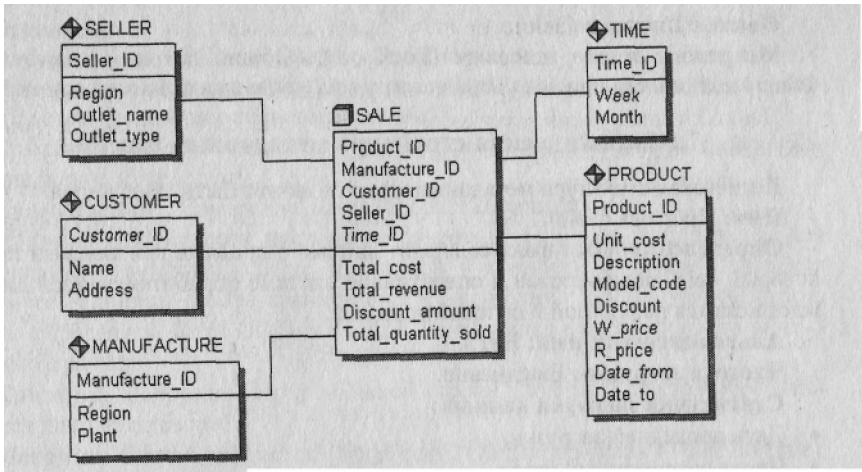 SELLER
Seller_ID
Region
Outlet_name
Outlet_type
CUSTOMER
Customer_ID
Name
Address
MANUFACTURE
Manufacture_ID
Region
Plant
SALE
Product_ID
Manufacture_ID
Customer_ID
Seller_ID
Time_ID
Total_cost
Total_revnue
Discount_amount
Total_quantity_sold
TIME
Time_ID
Week
Month
PRODUCT
Product_ID
Unit_cost
Description
Model_code
Discount
W_price
R_price
Date_from
Date_to